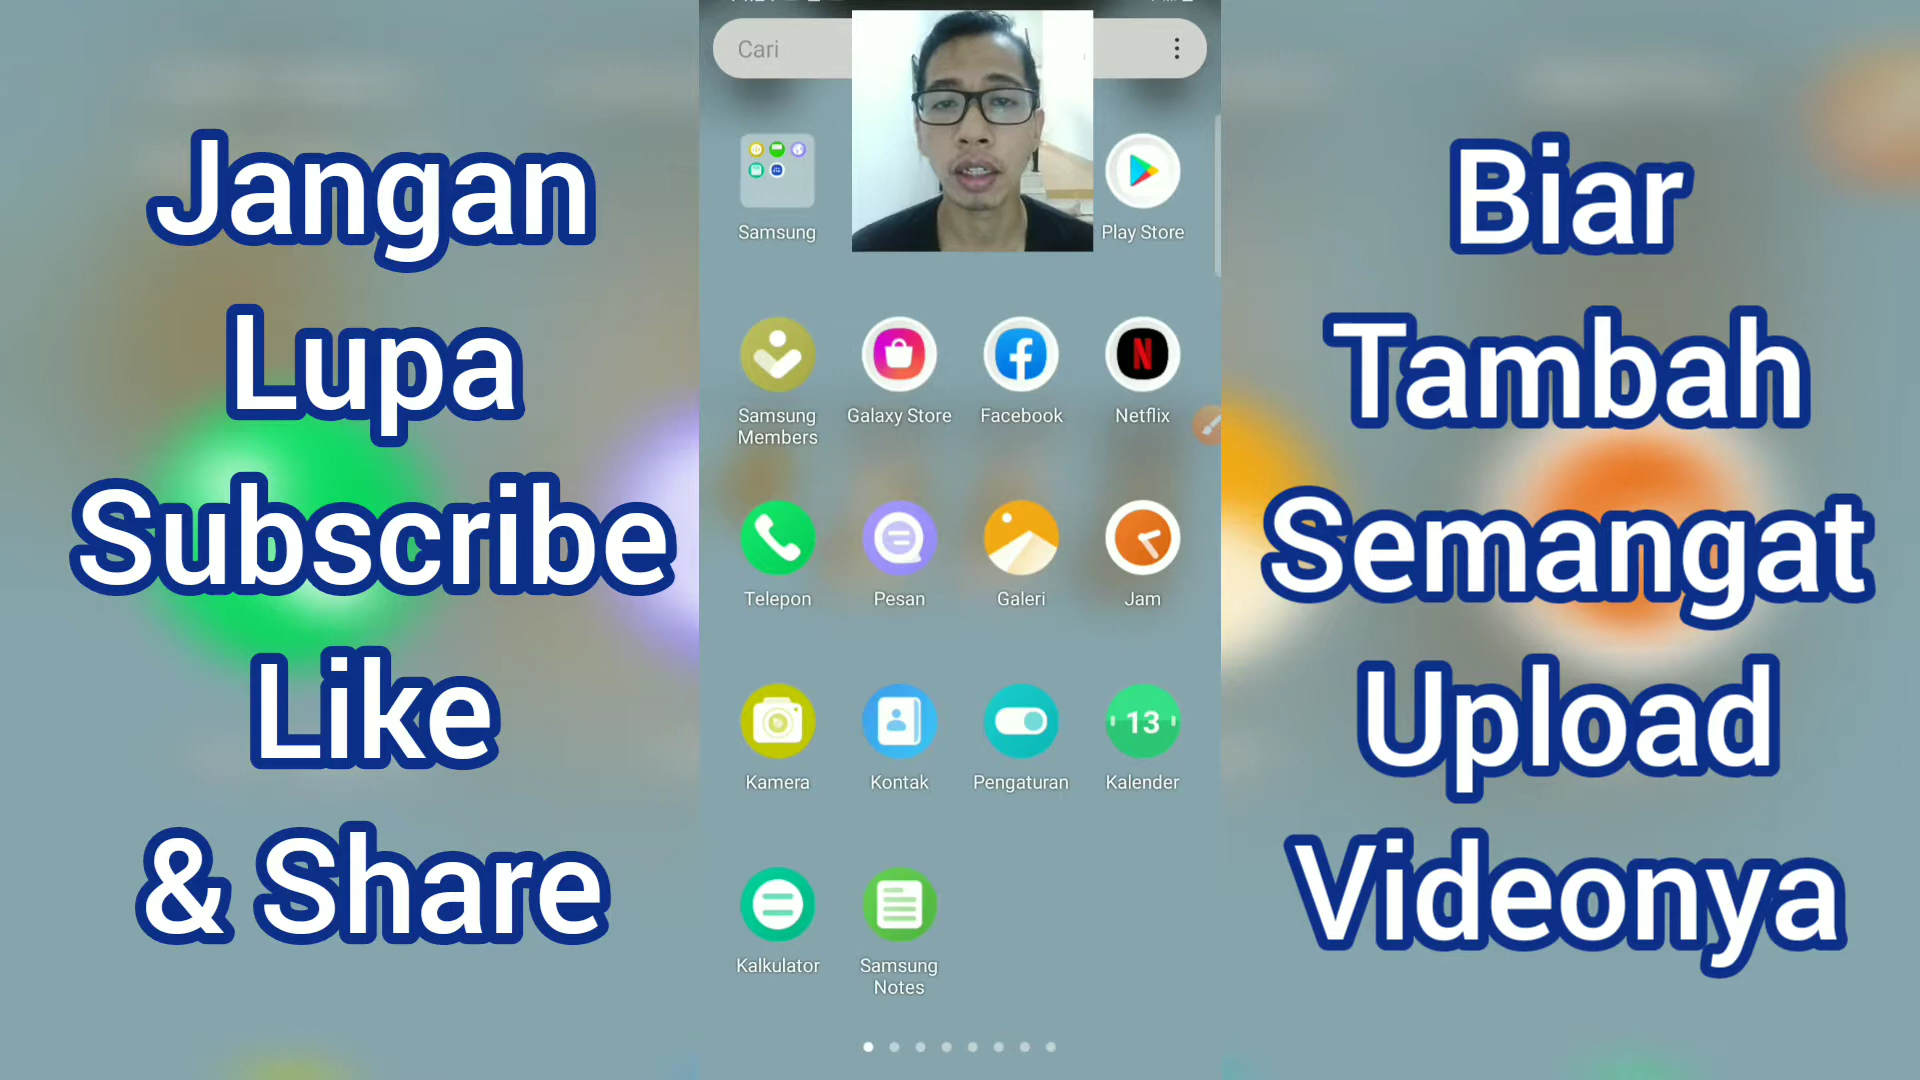 Jangan
Lupa
Subscribe
Like
& Share
Cari
Samsung
Play Store
Samsung
Members
Galaxy Store
Facebook
Netflix
Telepon
Pesan
Galeri
Jam
Kamera
Kontak
Pengaturan
13
Kalender
Kalkulator
Samsung
Notes
Biar
Tambah
Semangat
Upload
Videonya